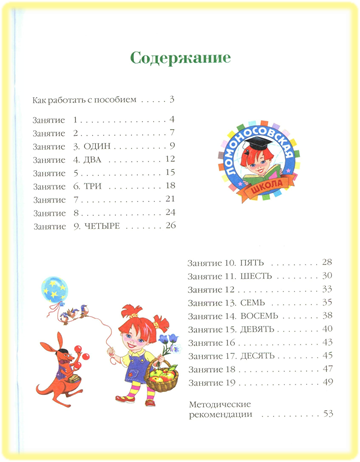 Содержание
Как работать с пособием . . . . . 3
Занятие 1 . . . . . . . . . . . . . 4
Занятие 2 . . . . . . . . . . . . . 7
Занятие 3. ОДИН . . . . . . . . 9
Занятие 4. ДВА . . . . . . . . . 12
Занятие 5 . . . . . . . . . . . . . 15
Занятие 6. ТРИ . . . . . . . . . 18
Занятие 7 . . . . . . . . . . . . . 21
Занятие 8 . . . . . . . . . . . . . 24
Занятие 9. ЧЕТЫРЕ . . . . . . 26
ЛОМОНОСОВСКАЯ
ШКОЛА
Занятие 10. ПЯТЬ . . . . . . . . 28
Занятие 11. ШЕСТЬ . . . . . . . 30
Занятие 12 . . . . . . . . . . . . 33
Занятие 13. СЕМЬ . . . . . . . . 35
Занятие 14. ВОСЕМЬ . . . . . . 38
Занятие 15. ДЕВЯТЬ . . . . . . 40
Занятие 16 . . . . . . . . . . . . 43
Занятие 17. ДЕСЯТЬ . . . . . . 45
Занятие 18 . . . . . . . . . . . . 47
Занятие 19 . . . . . . . . . . . . 49
Методические
рекомендации . . . . . . . . . . 53